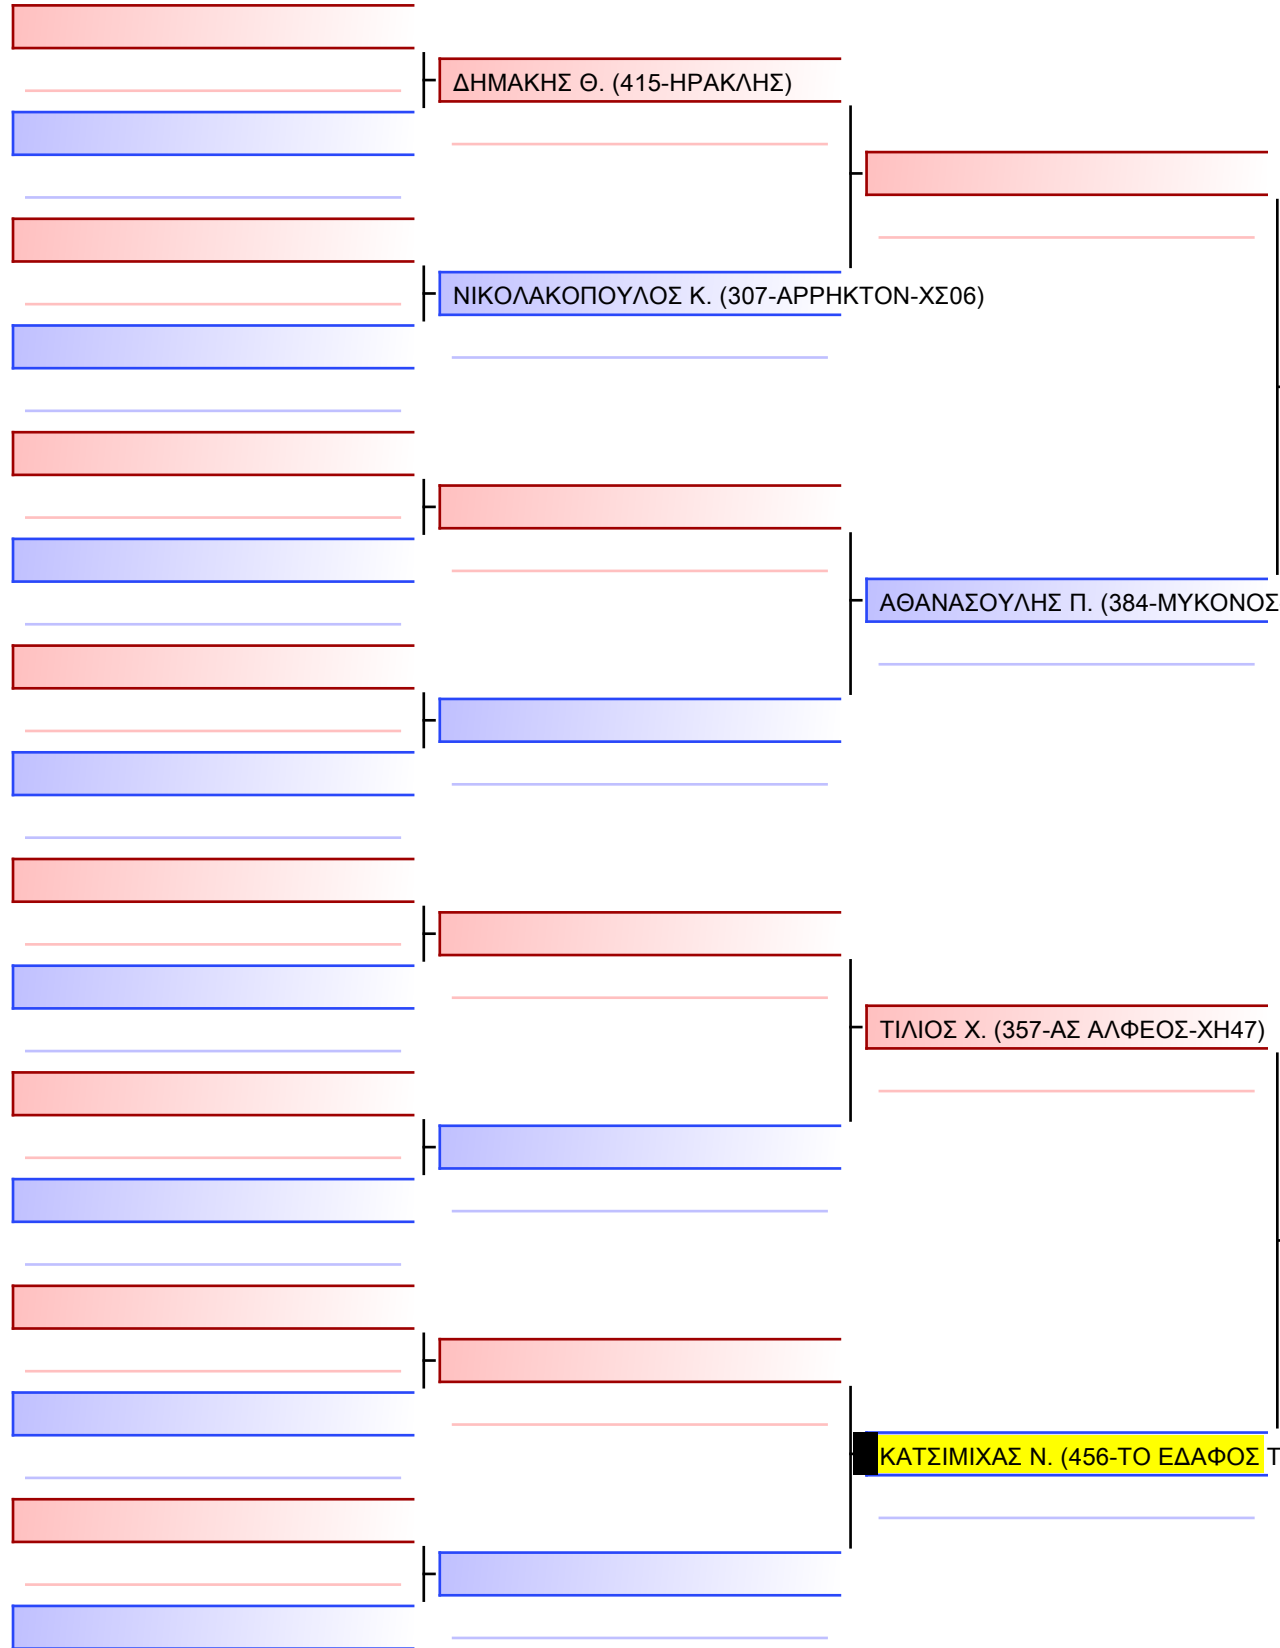 ΔΗΜΑΚΗΣ Θ. (415-ΗΡΑΚΛΗΣ)
ΝΙΚΟΛΑΚΟΠΟΥΛΟΣ Κ. (307-ΑΡΡΗΚΤΟΝ-ΧΣ06)
ΑΘΑΝΑΣΟΥΛΗΣ Π. (384-ΜΥΚΟΝΟΣ
ΤΙΛΙΟΣ Χ. (357-ΑΣ ΑΛΦΕΟΣ-ΧΗ47)
ΚΑΤΣΙΜΙΧΑΣ Ν. (456-ΤΟ ΕΔΑΦΟΣ Τ